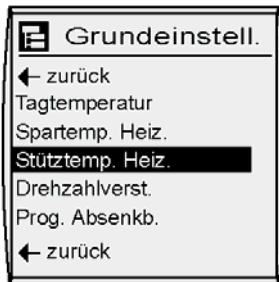 Grundeinstell.
← zurück
Tagtemperatur
Spartemp. Heiz.
Stütztemp. Heiz.
Drehzahlverst.
Prog. Absenkb.
← zurück